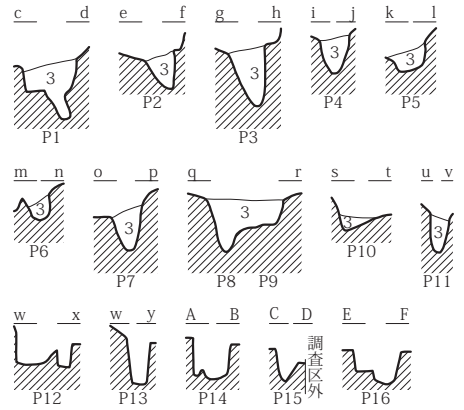 c d e f g h i j k l
3 3 3 3 3
P1 P2 P3 P4 P5
m n o p q r s t u v
3 3 3 3 3
P6 P7 P8 P9 P10 P11
w x w y A B C D E F
調査区外
P12 P13 P14 P15 P16